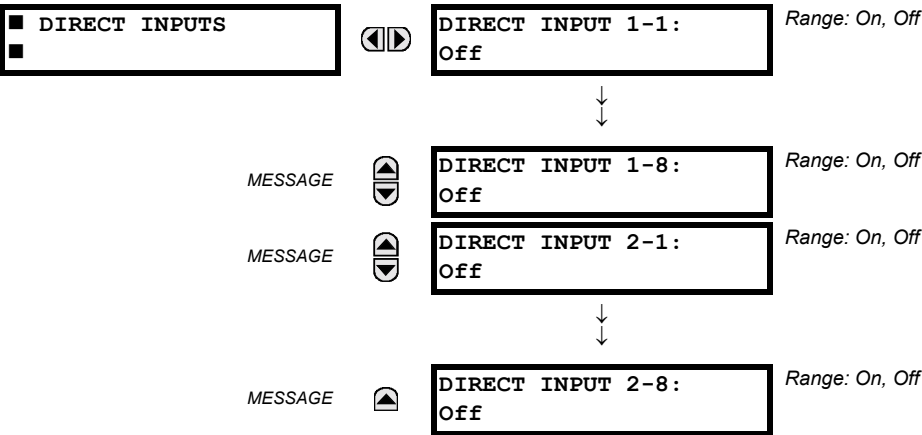 ■ DIRECT INPUTS
■
DIRECT INPUT 1-1:
Off
Range: On, Off
↓
↓
MESSAGE
DIRECT INPUT 1-8:
Off
Range: On, Off
MESSAGE
DIRECT INPUT 2-1:
Off
Range: On, Off
↓
↓
MESSAGE
DIRECT INPUT 2-8:
Off
Range: On, Off